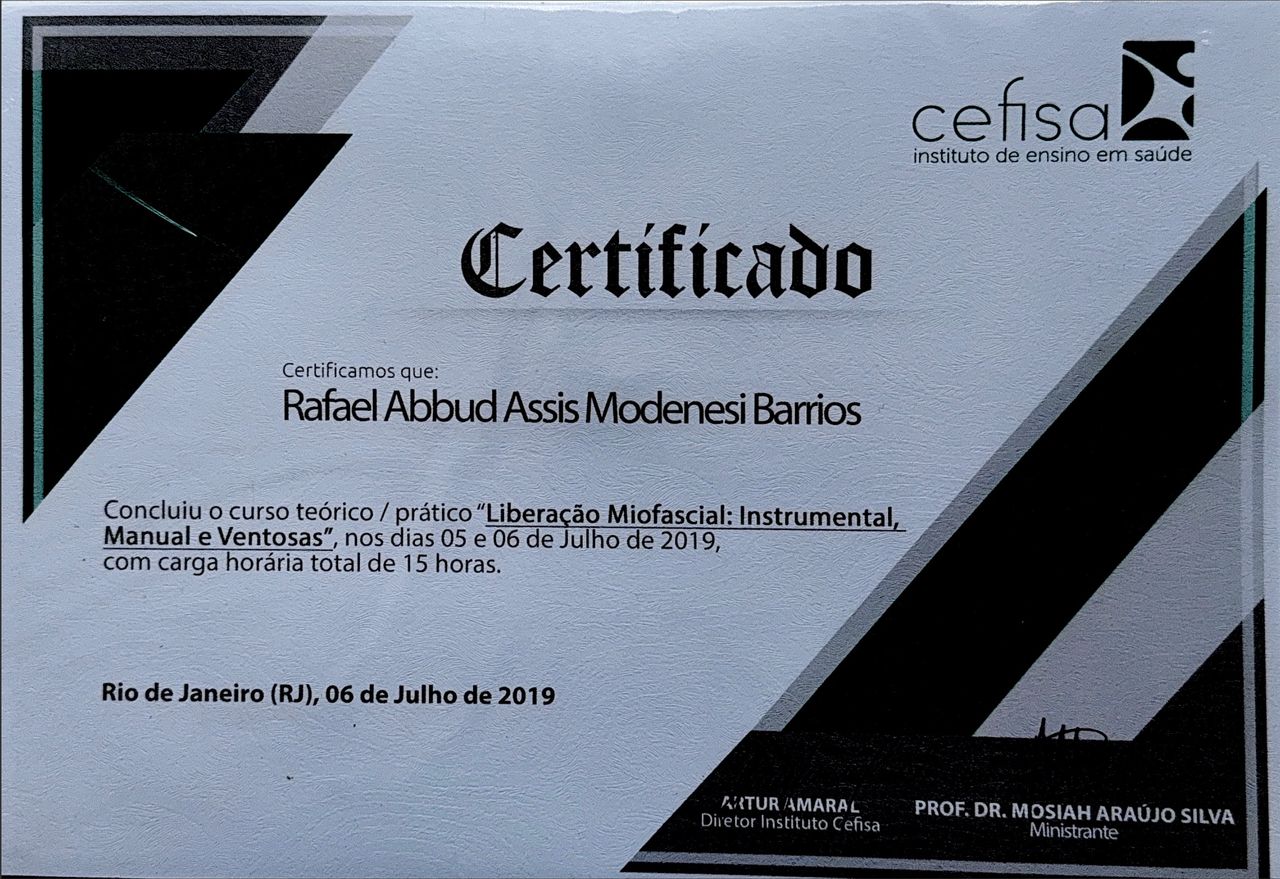 cefisa
instituto de ensino em saúde
Certificado
Certificamos que:
Rafael Abbud Assis Modenesi Barrios
Concluiu o curso teórico / prático “Liberação Miofascial: Instrumental,
Manual e Ventosas”, nos dias 05 e 06 de Julho de 2019,
com carga horária total de 15 horas.
Rio de Janeiro (RJ), 06 de Julho de 2019
ARTUR AMARAL
Diretor Instituto Cefisa
PROF. DR. MOSIAH ARAÚJO SILVA
Ministrante